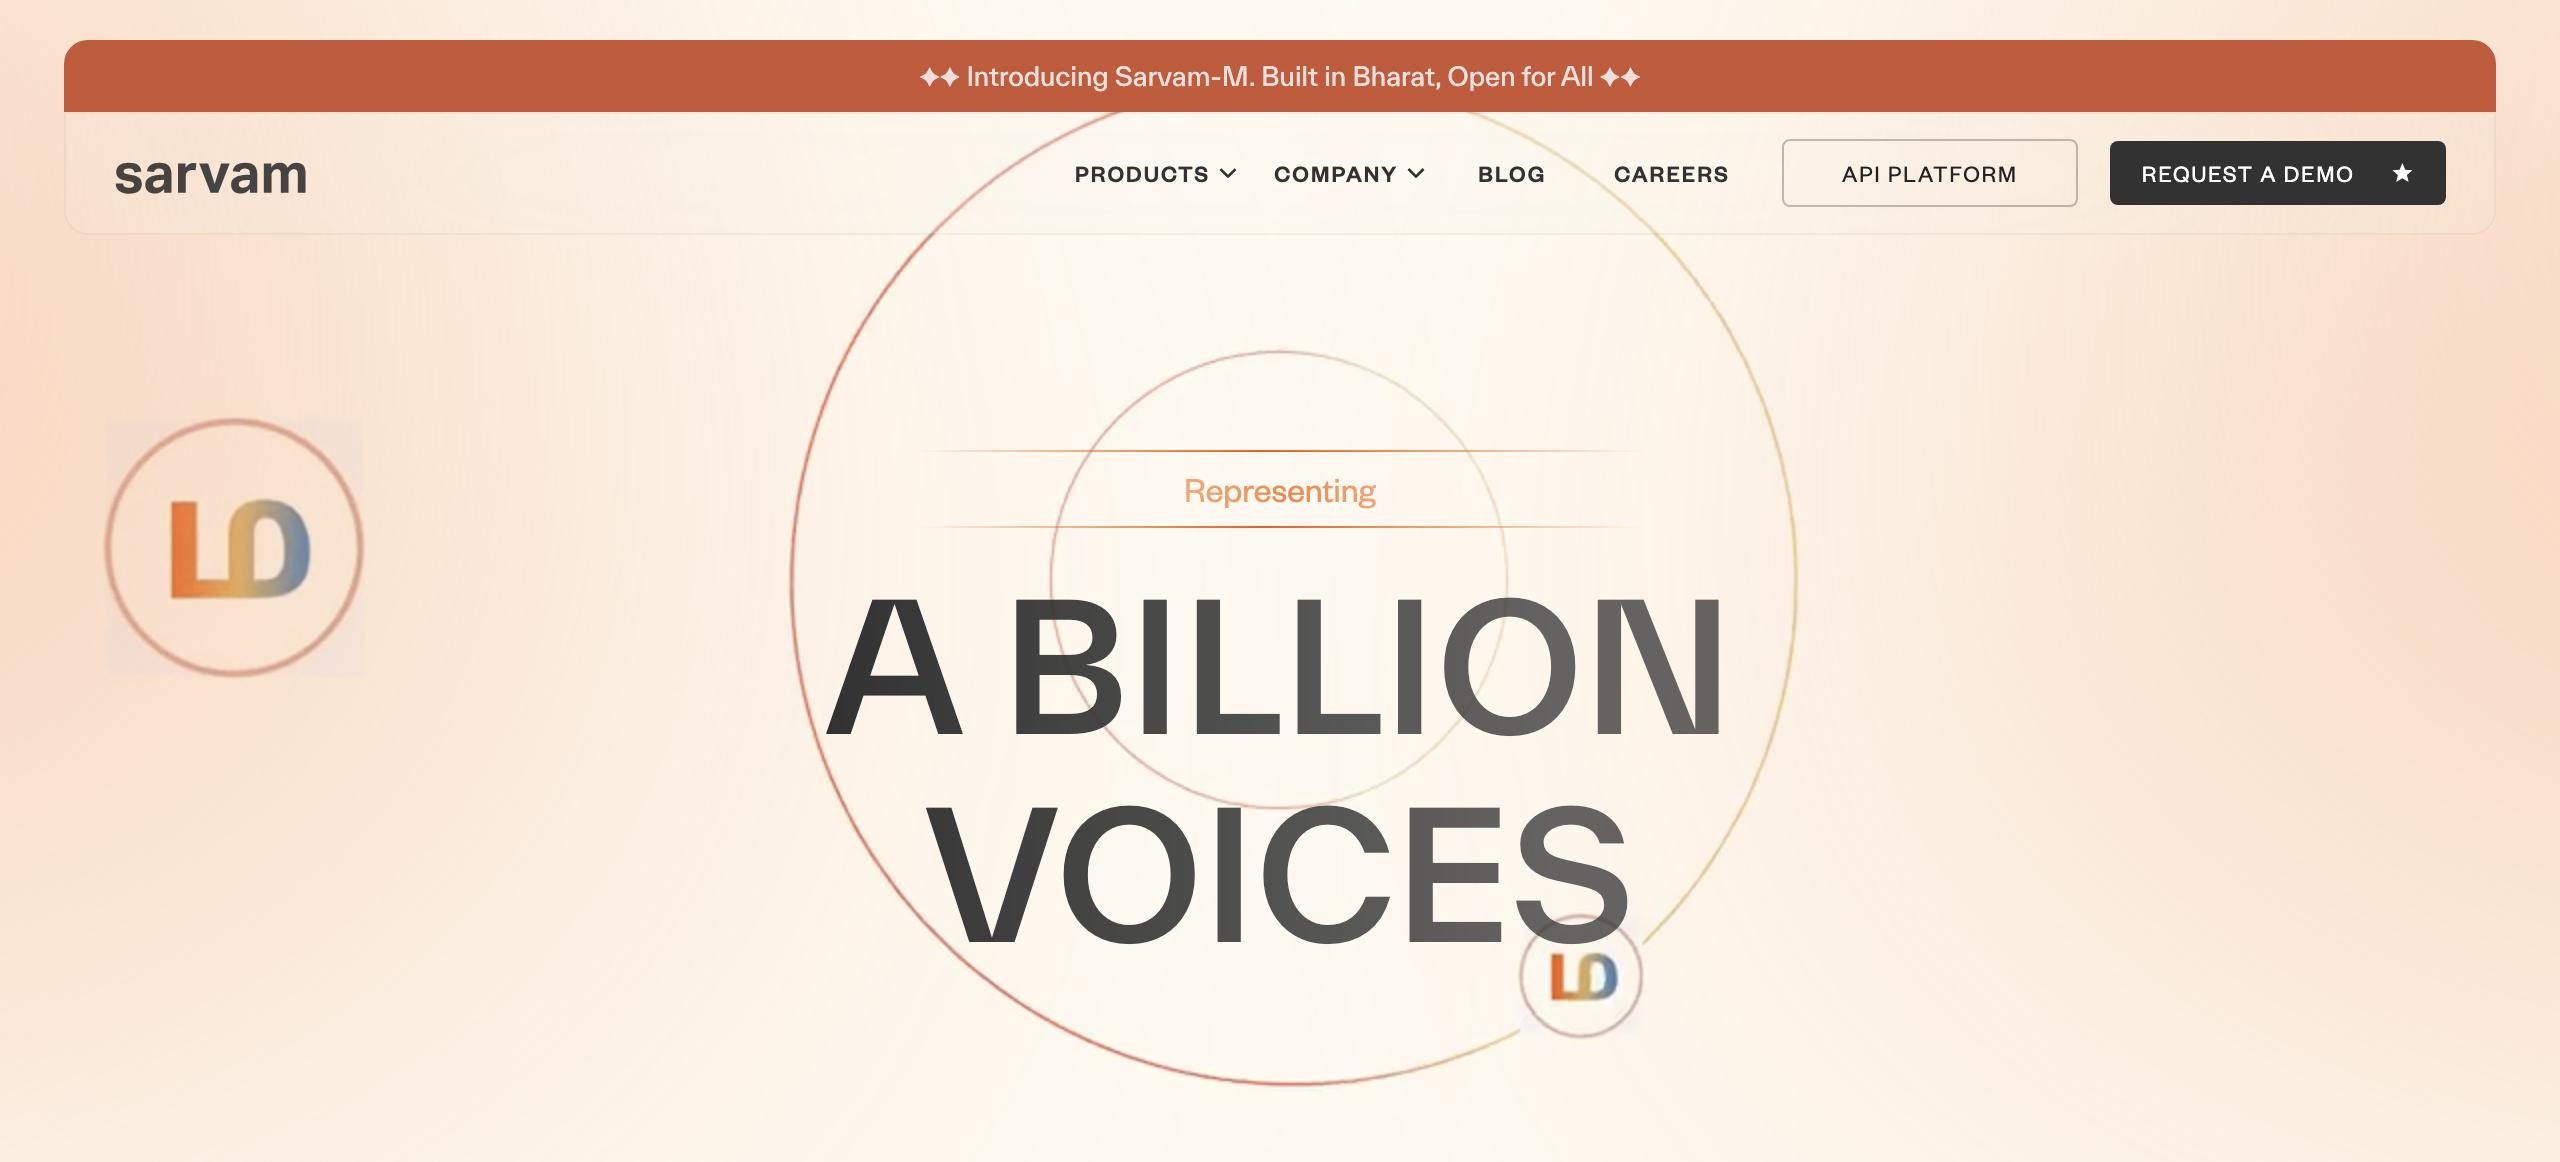 ✦✦ Introducing Sarvam-M. Built in Bharat, Open for All ✦✦
sarvam
PRODUCTS
COMPANY
BLOG
CAREERS
API PLATFORM
REQUEST A DEMO ★
Representing
A BILLION
VOICES